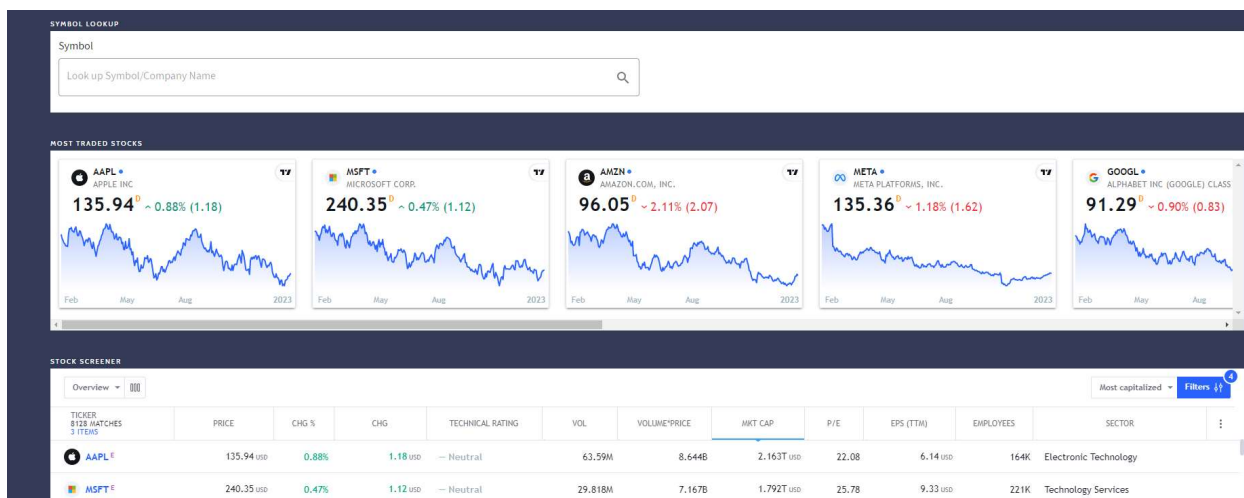 SYMBOL LOOKUP
Symbol
Look up Symbol/Company Name
MOST TRADED STOCKS
AAPL
APPLE INC
135.94 D 0.88% (1.18)
Feb May Aug 2023
MSFT
MICROSOFT CORP.
240.35 D 0.47% (1.12)
Feb May Aug 2023
AMZN
AMAZON.COM, INC.
96.05 D 2.11% (2.07)
Feb May Aug 2023
META
META PLATFORMS, INC.
135.36 D 1.18% (1.62)
Feb May Aug 2023
GOOGL
ALPHABET INC (GOOGLE) CLASS
91.29 D 0.90% (0.83)
Feb May Aug
STOCK SCREENER
Overview Most capitalized Filters 4
TICKER PRICE CHG % CHG TECHNICAL RATING VOL VOLUME*PRICE MKT CAP P/E EPS (TTM) EMPLOYEES SECTOR
8128 MATCHES
3 ITEMS
AAPL E 135.94 USD 0.88% 1.18 USD — Neutral 63.59M 8.644B 2.163T USD 22.08 6.14 USD 164K Electronic Technology
MSFT E 240.35 USD 0.47% 1.12 USD — Neutral 29.818M 7.167B 1.792T USD 25.78 9.33 USD 221K Technology Services